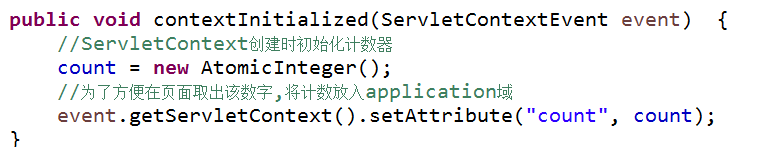 public void contextInitialized(ServletContextEvent event)  {
    //ServletContext创建时初始化计数器
    count = new AtomicInteger();
    //为了方便在页面取出该数字,将计数放入application域
    event.getServletContext().setAttribute("count", count);
}